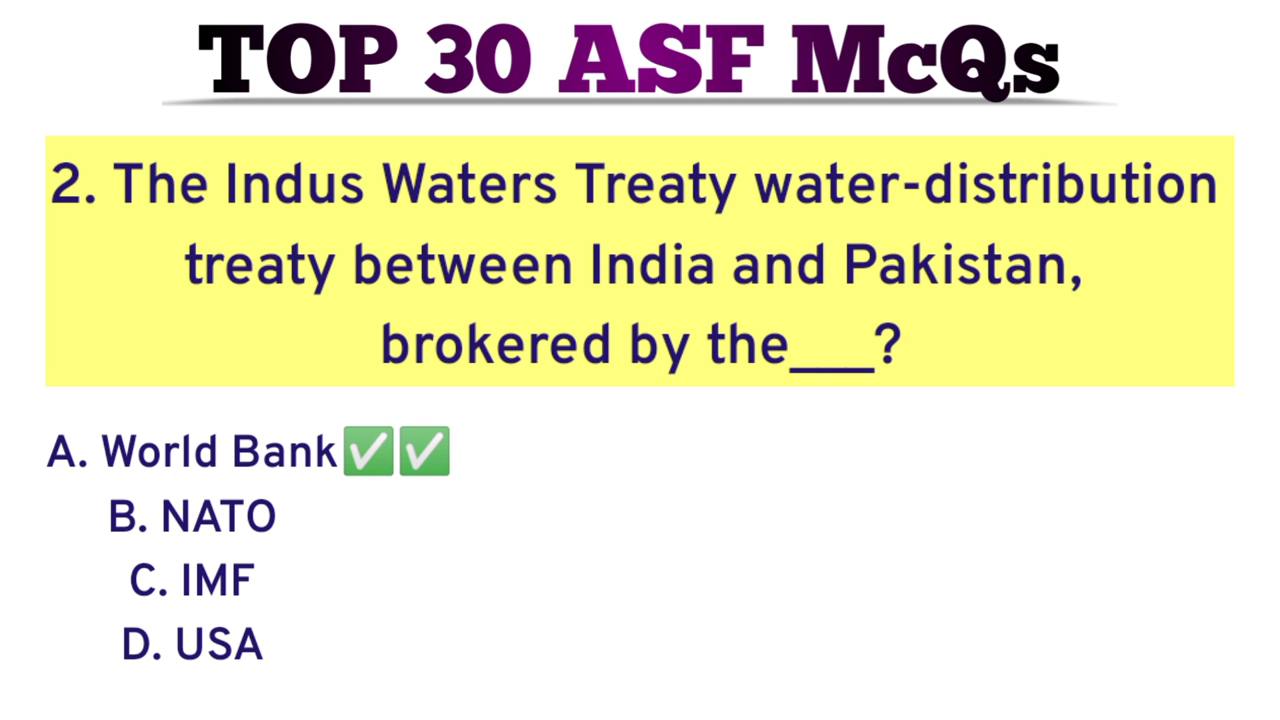 TOP 30 ASF McQs
2. The Indus Waters Treaty water-distribution
treaty between India and Pakistan,
brokered by the___?
A. World Bank✅✅
B. NATO
C. IMF
D. USA